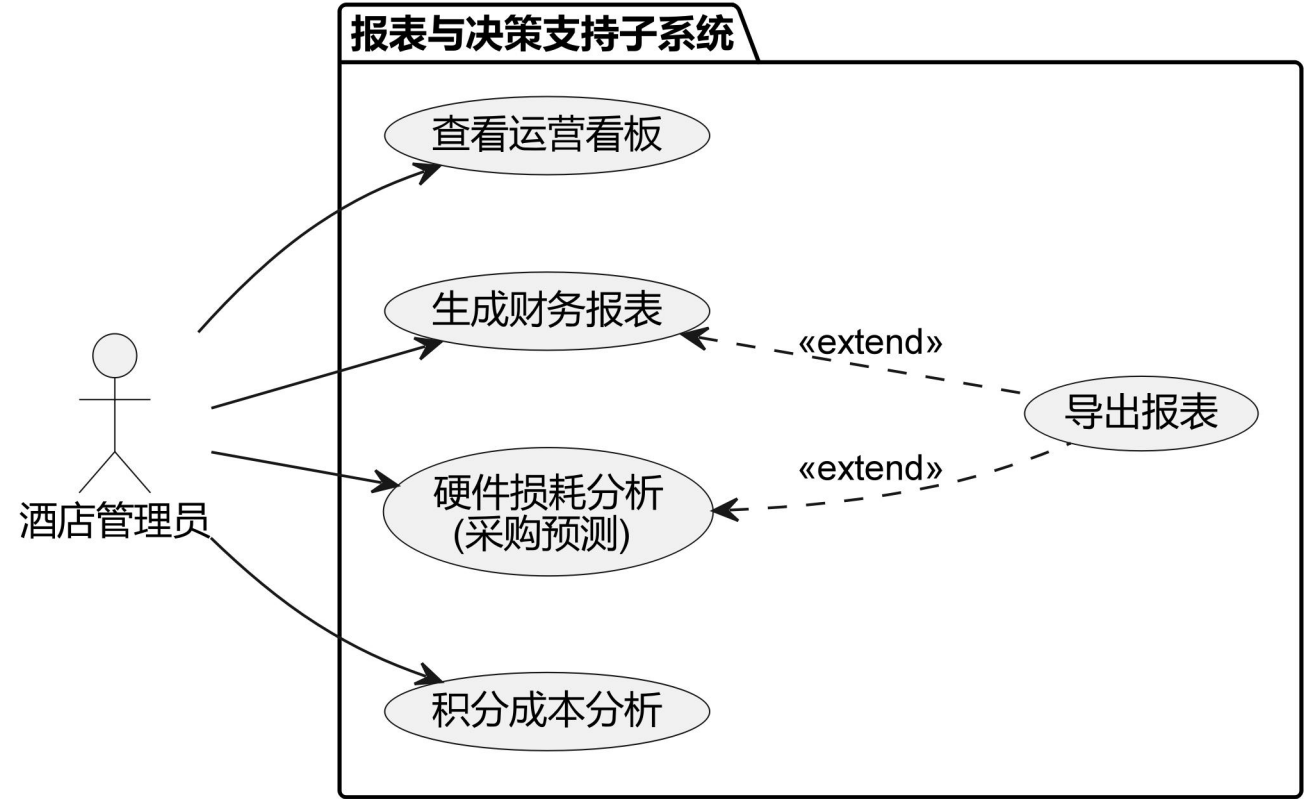 报表与决策支持子系统
查看运营看板
生成财务报表
«extend»
导出报表
硬件损耗分析
(采购预测)
«extend»
酒店管理员
积分成本分析